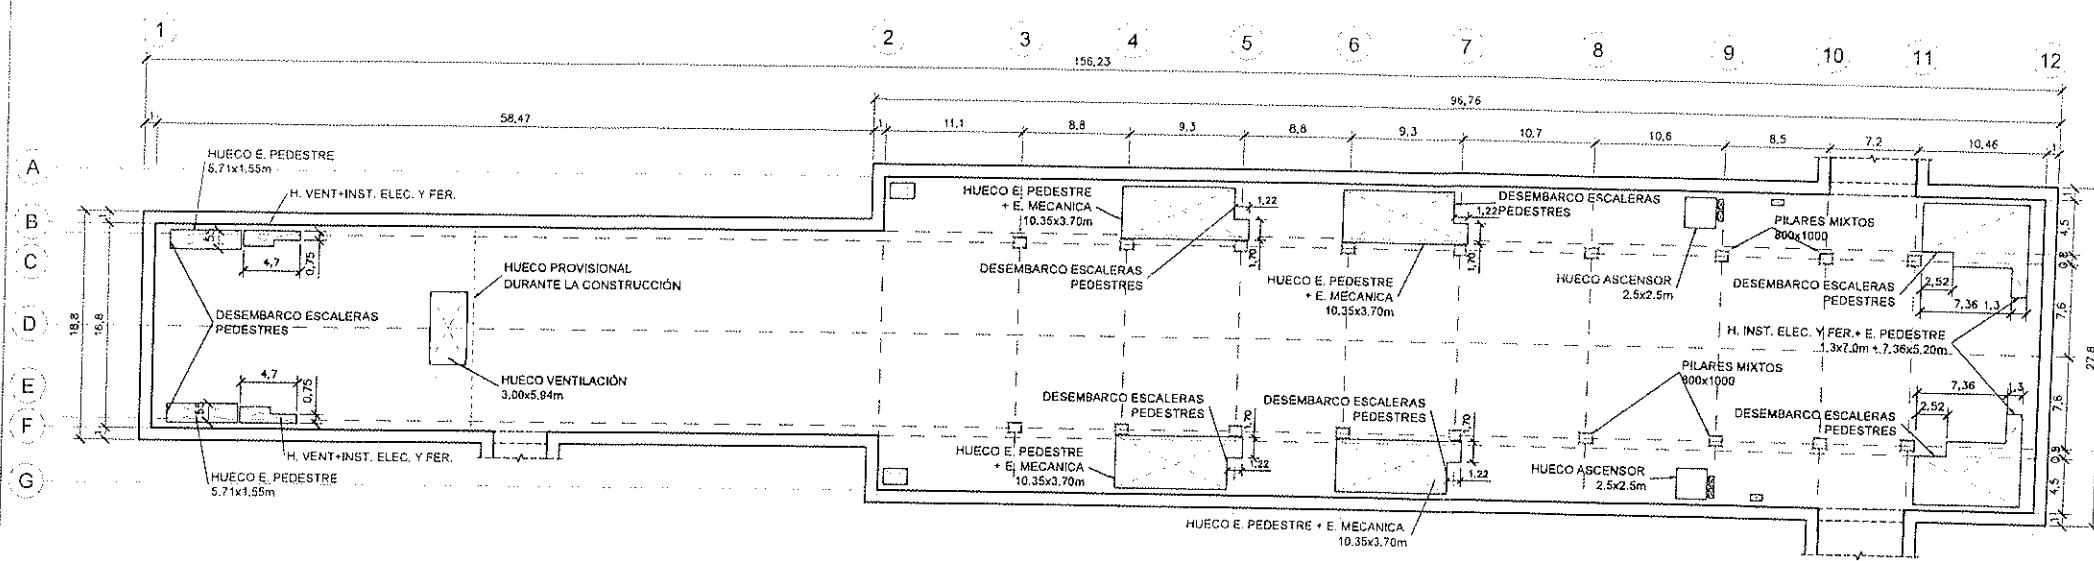 1
2
3
4
5
6
7
8
9
10
11
12
156,23
96,76
58,47
1
1
11,1
8,8
9,3
8,8
9,3
10,7
10,6
8,5
7,2
10,46
1
A
B
C
D
E
F
G
HUECO E. PEDESTRE
5.71x1.55m
H. VENT+INST. ELEC. Y FER.
4,7
0,75
DESEMBARCO ESCALERAS
PEDESTRES
HUECO PROVISIONAL
DURANTE LA CONSTRUCCIÓN
HUECO VENTILACIÓN
3,00x5,94m
18,8
16,8
4,7
0,75
H. VENT+INST. ELEC. Y FER.
HUECO E. PEDESTRE
5.71x1.55m
HUECO E. PEDESTRE
+ E. MECANICA
10.35x3.70m
1,22
1,70
DESEMBARCO ESCALERAS
PEDESTRES
DESEMBARCO ESCALERAS
PEDESTRES
1,22
1,70
HUECO E. PEDESTRE
+ E. MECANICA
10.35x3.70m
HUECO ASCENSOR
2.5x2.5m
PILARES MIXTOS
800x1000
DESEMBARCO ESCALERAS
PEDESTRES
2,52
7,36
1,3
H. INST. ELEC. Y FER.+ E. PEDESTRE
1.3x7.0m + 7.36x5.20m
4,5
0,8
7,6
7,6
0,8
4,5
27,8
PILARES MIXTOS
800x1000
7,36
2,52
DESEMBARCO ESCALERAS
PEDESTRES
DESEMBARCO ESCALERAS
PEDESTRES
1,70
1,22
DESEMBARCO ESCALERAS
PEDESTRES
1,70
1,22
HUECO E. PEDESTRE
+ E. MECANICA
10.35x3.70m
HUECO ASCENSOR
2.5x2.5m
HUECO E. PEDESTRE + E. MECANICA
10.35x3.70m